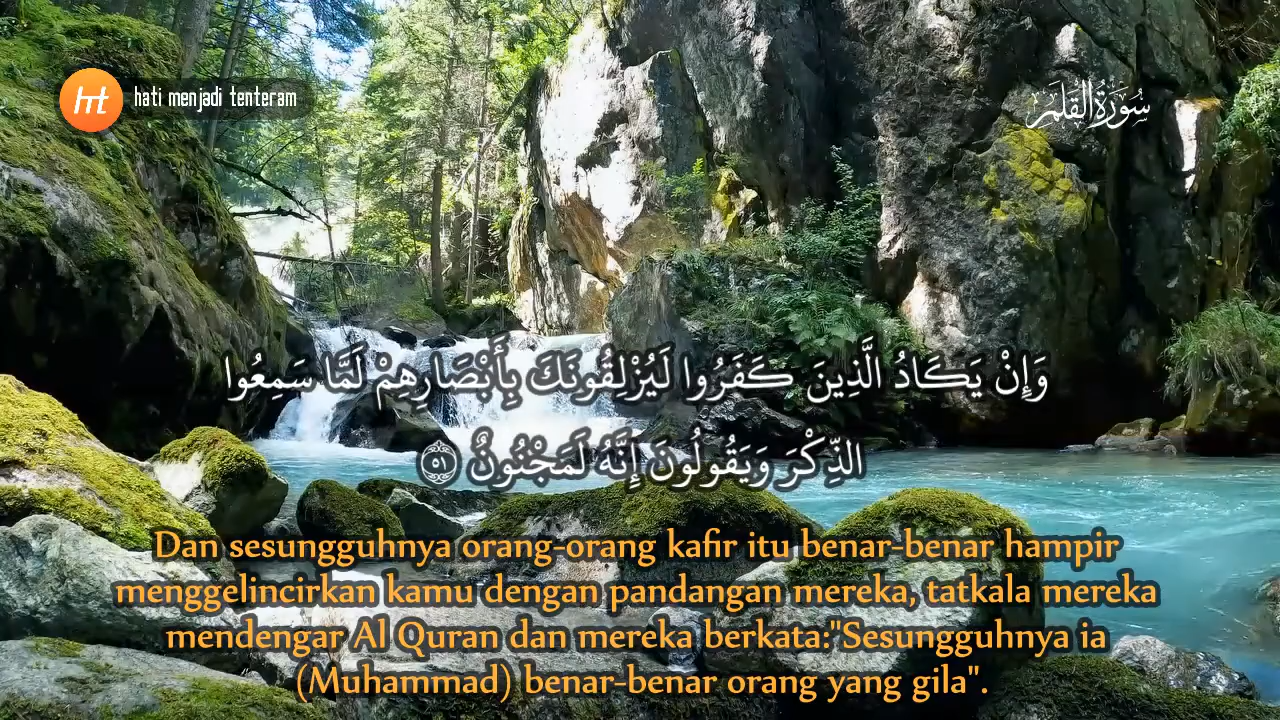 ht hati menjadi tenteram
سُورَةُ القَلَمِ
وَإِنْ يَكَادُ الَّذِينَ كَفَرُوا لَيُزْلِقُونَكَ بِأَبْصَارِهِمْ لَمَّا سَمِعُوا
الذِّكْرَ وَيَقُولُونَ إِنَّهُ لَمَجْنُونٌ ٥١
Dan sesungguhnya orang-orang kafir itu benar-benar hampir
menggelincirkan kamu dengan pandangan mereka, tatkala mereka
mendengar Al Quran dan mereka berkata:"Sesungguhnya ia
(Muhammad) benar-benar orang yang gila".